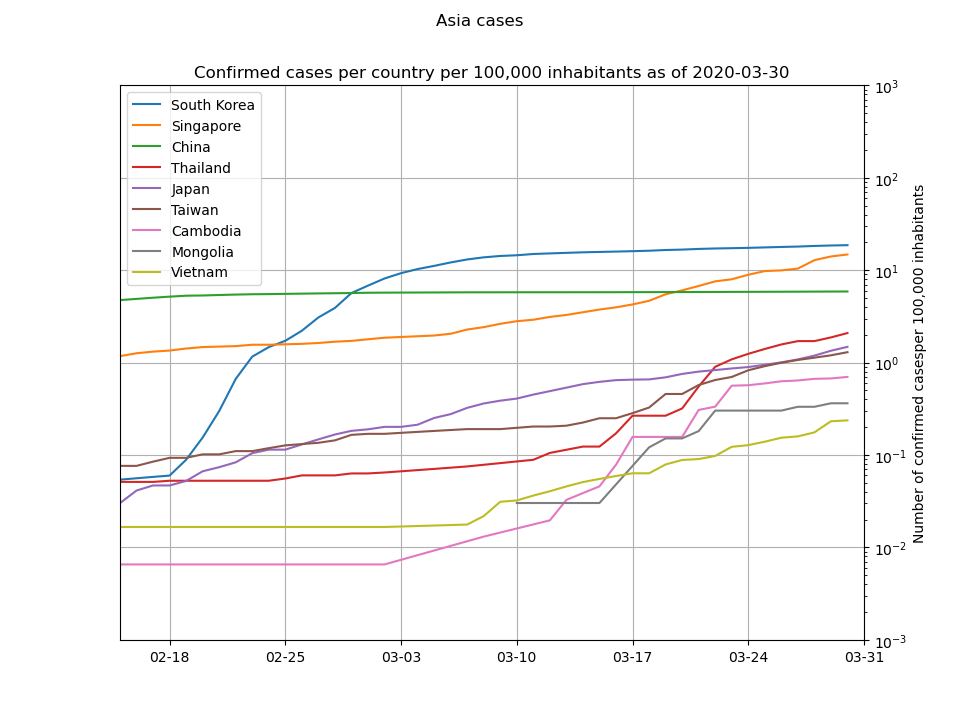 Asia cases
Confirmed cases per country per 100,000 inhabitants as of 2020-03-30
South Korea
Singapore
China
Thailand
Japan
Taiwan
Cambodia
Mongolia
Vietnam
10³
10²
10¹
10⁰
10⁻¹
10⁻²
10⁻³
Number of confirmed casesper 100,000 inhabitants
02-18 02-25 03-03 03-10 03-17 03-24 03-31